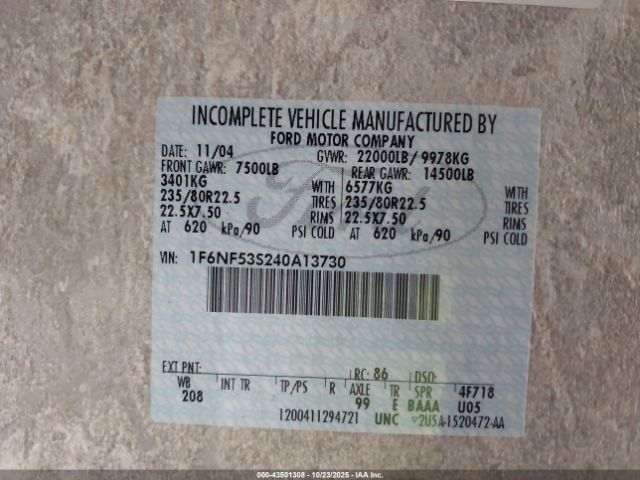 INCOMPLETE VEHICLE MANUFACTURED BY
FORD MOTOR COMPANY
DATE: 11/04 GVWR: 22000LB/ 9978KG
FRONT GAWR: 7500LB REAR GAWR: 14500LB
3401KG WITH 6577KG WITH
235/80R22.5 TIRES 235/80R22.5 TIRES
22.5X7.50 RIMS 22.5X7.50 RIMS
AT 620 kPa/90 PSI COLD AT 620 kPa/90 PSI COLD
VIN: 1F6NF53S240A13730
Ford
EXT PNT: RC: 86 DSO:
WB INT TR TP/PS R AXLE TR SPR 4F718
208 99 E BAAA U05
1200411294721 UNC 2U5A-1520472-AA
000-43501308 - 10/23/2025 - IAA Inc.